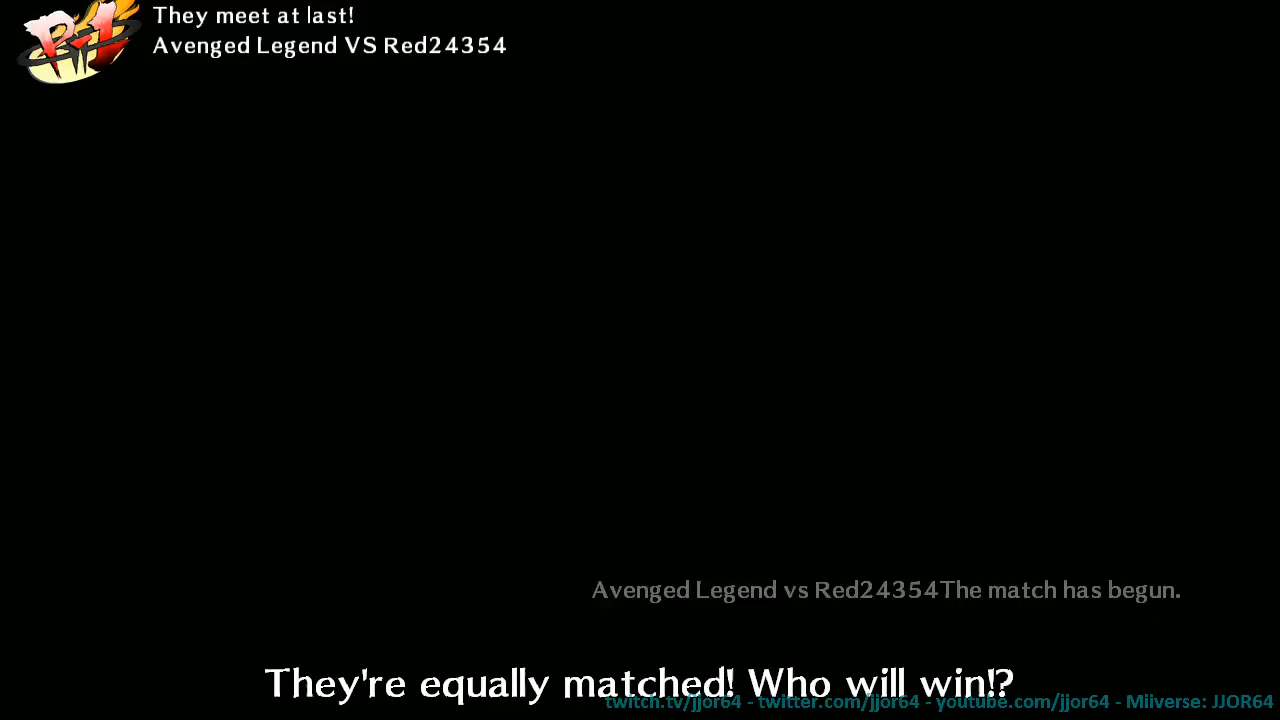 They meet at last!
Avenged Legend VS Red24354
Avenged Legend vs Red24354The match has begun.
They're equally matched! Who will win!?
twitch.tv/jjor64 - twitter.com/jjor64 - youtube.com/jjor64 - Miiverse: JJOR64